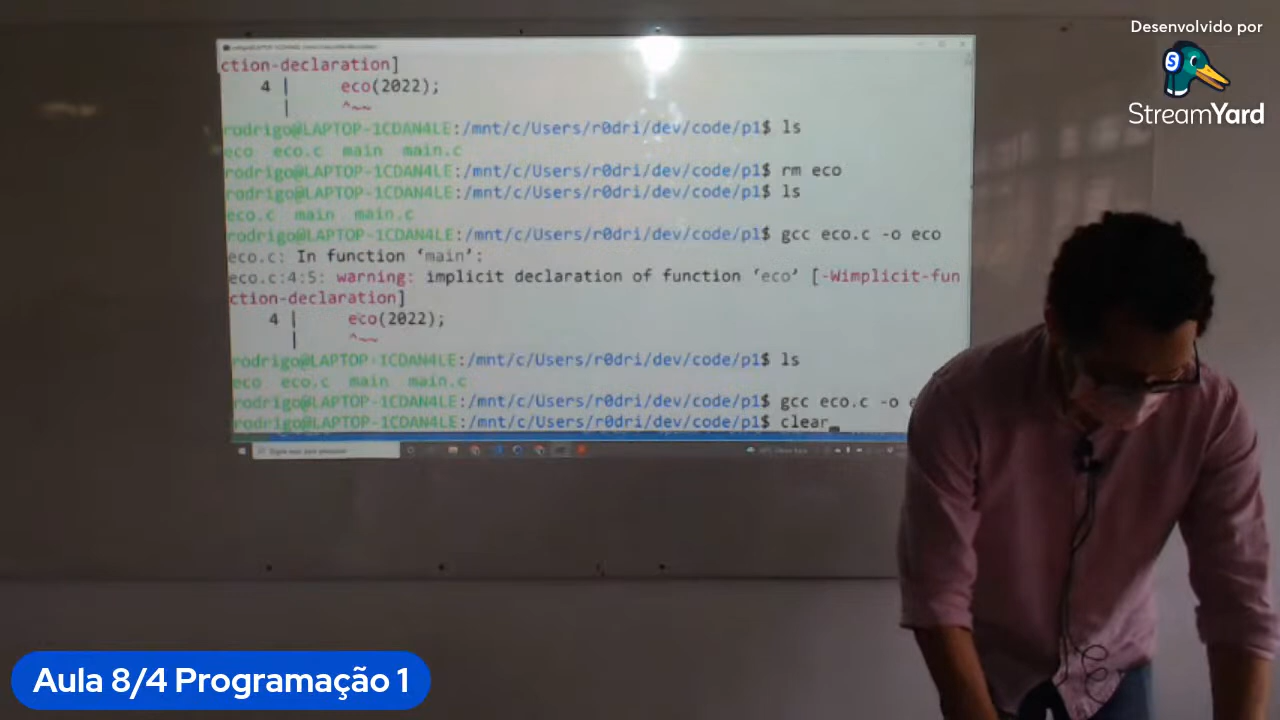 Desenvolvido por
S
StreamYard
ction-declaration]
4 | eco(2022);
| ^~~
rodrigo@LAPTOP-1CDAN4LE:/mnt/c/Users/r0dri/dev/code/p1$ ls
eco eco.c main main.c
rodrigo@LAPTOP-1CDAN4LE:/mnt/c/Users/r0dri/dev/code/p1$ rm eco
rodrigo@LAPTOP-1CDAN4LE:/mnt/c/Users/r0dri/dev/code/p1$ ls
eco.c main main.c
rodrigo@LAPTOP-1CDAN4LE:/mnt/c/Users/r0dri/dev/code/p1$ gcc eco.c -o eco
eco.c: In function ‘main’:
eco.c:4:5: warning: implicit declaration of function ‘eco’ [-Wimplicit-fun
ction-declaration]
4 | eco(2022);
| ^~~
rodrigo@LAPTOP-1CDAN4LE:/mnt/c/Users/r0dri/dev/code/p1$ ls
eco eco.c main main.c
rodrigo@LAPTOP-1CDAN4LE:/mnt/c/Users/r0dri/dev/code/p1$ gcc eco.c -o e
rodrigo@LAPTOP-1CDAN4LE:/mnt/c/Users/r0dri/dev/code/p1$ clear_
Aula 8/4 Programação 1